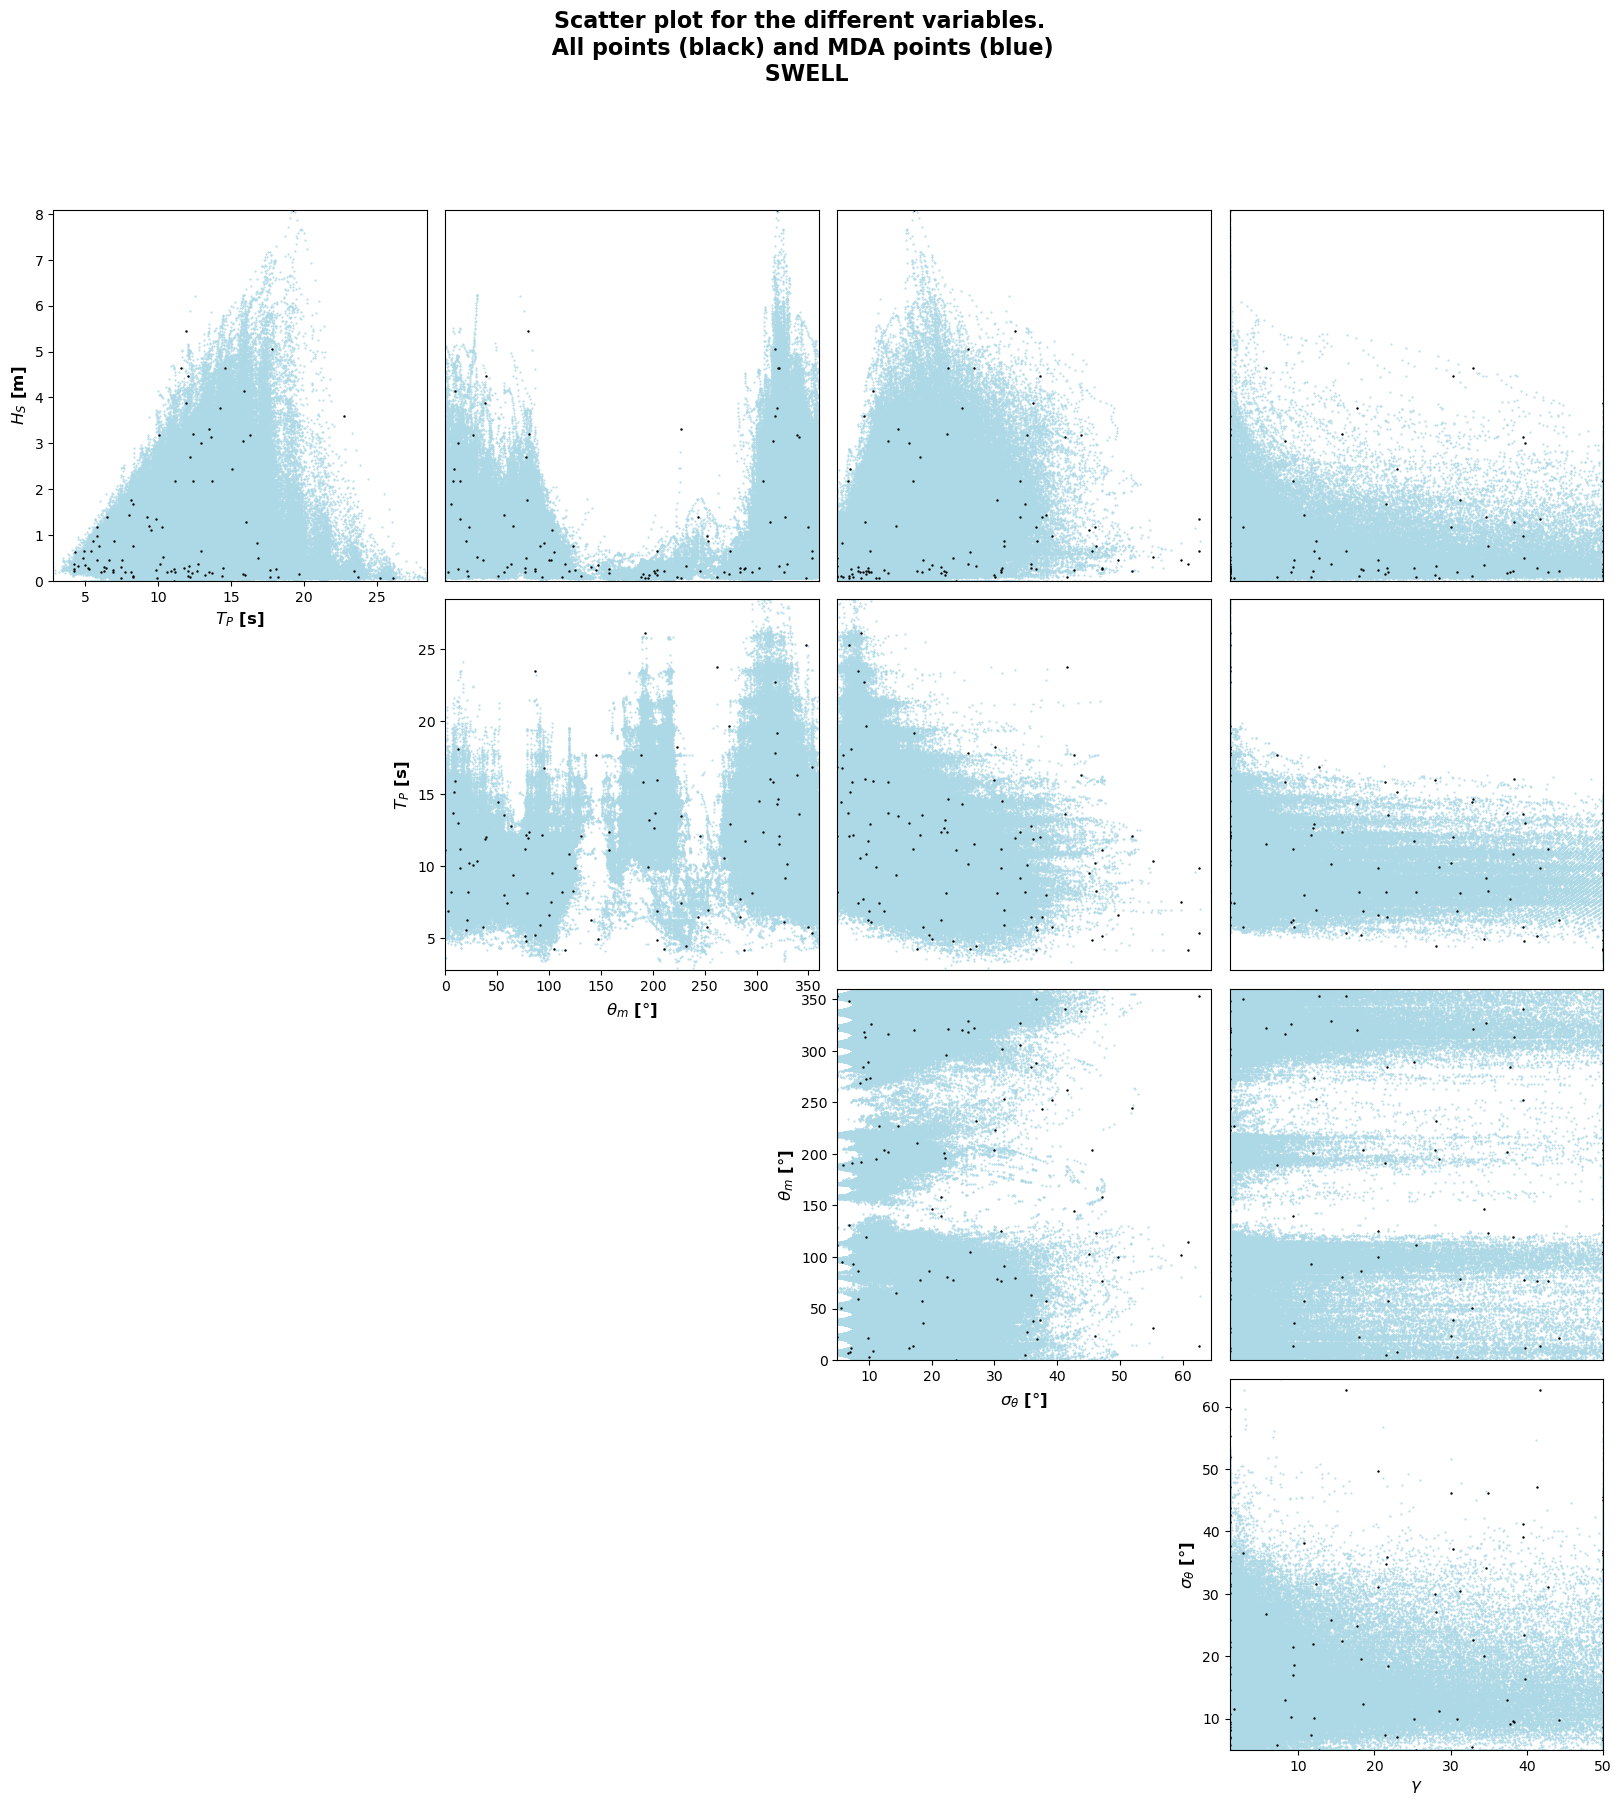 Scatter plot for the different variables.
All points (black) and MDA points (blue)
SWELL
8
7
6
5
4
3
2
1
0
H_S [m]
5 10 15 20 25
T_P [s]
25
20
15
10
5
T_P [s]
0 50 100 150 200 250 300 350
θ_m [°]
350
300
250
200
150
100
50
0
θ_m [°]
10 20 30 40 50 60
σ_θ [°]
60
50
40
30
20
10
σ_θ [°]
10 20 30 40 50
γ